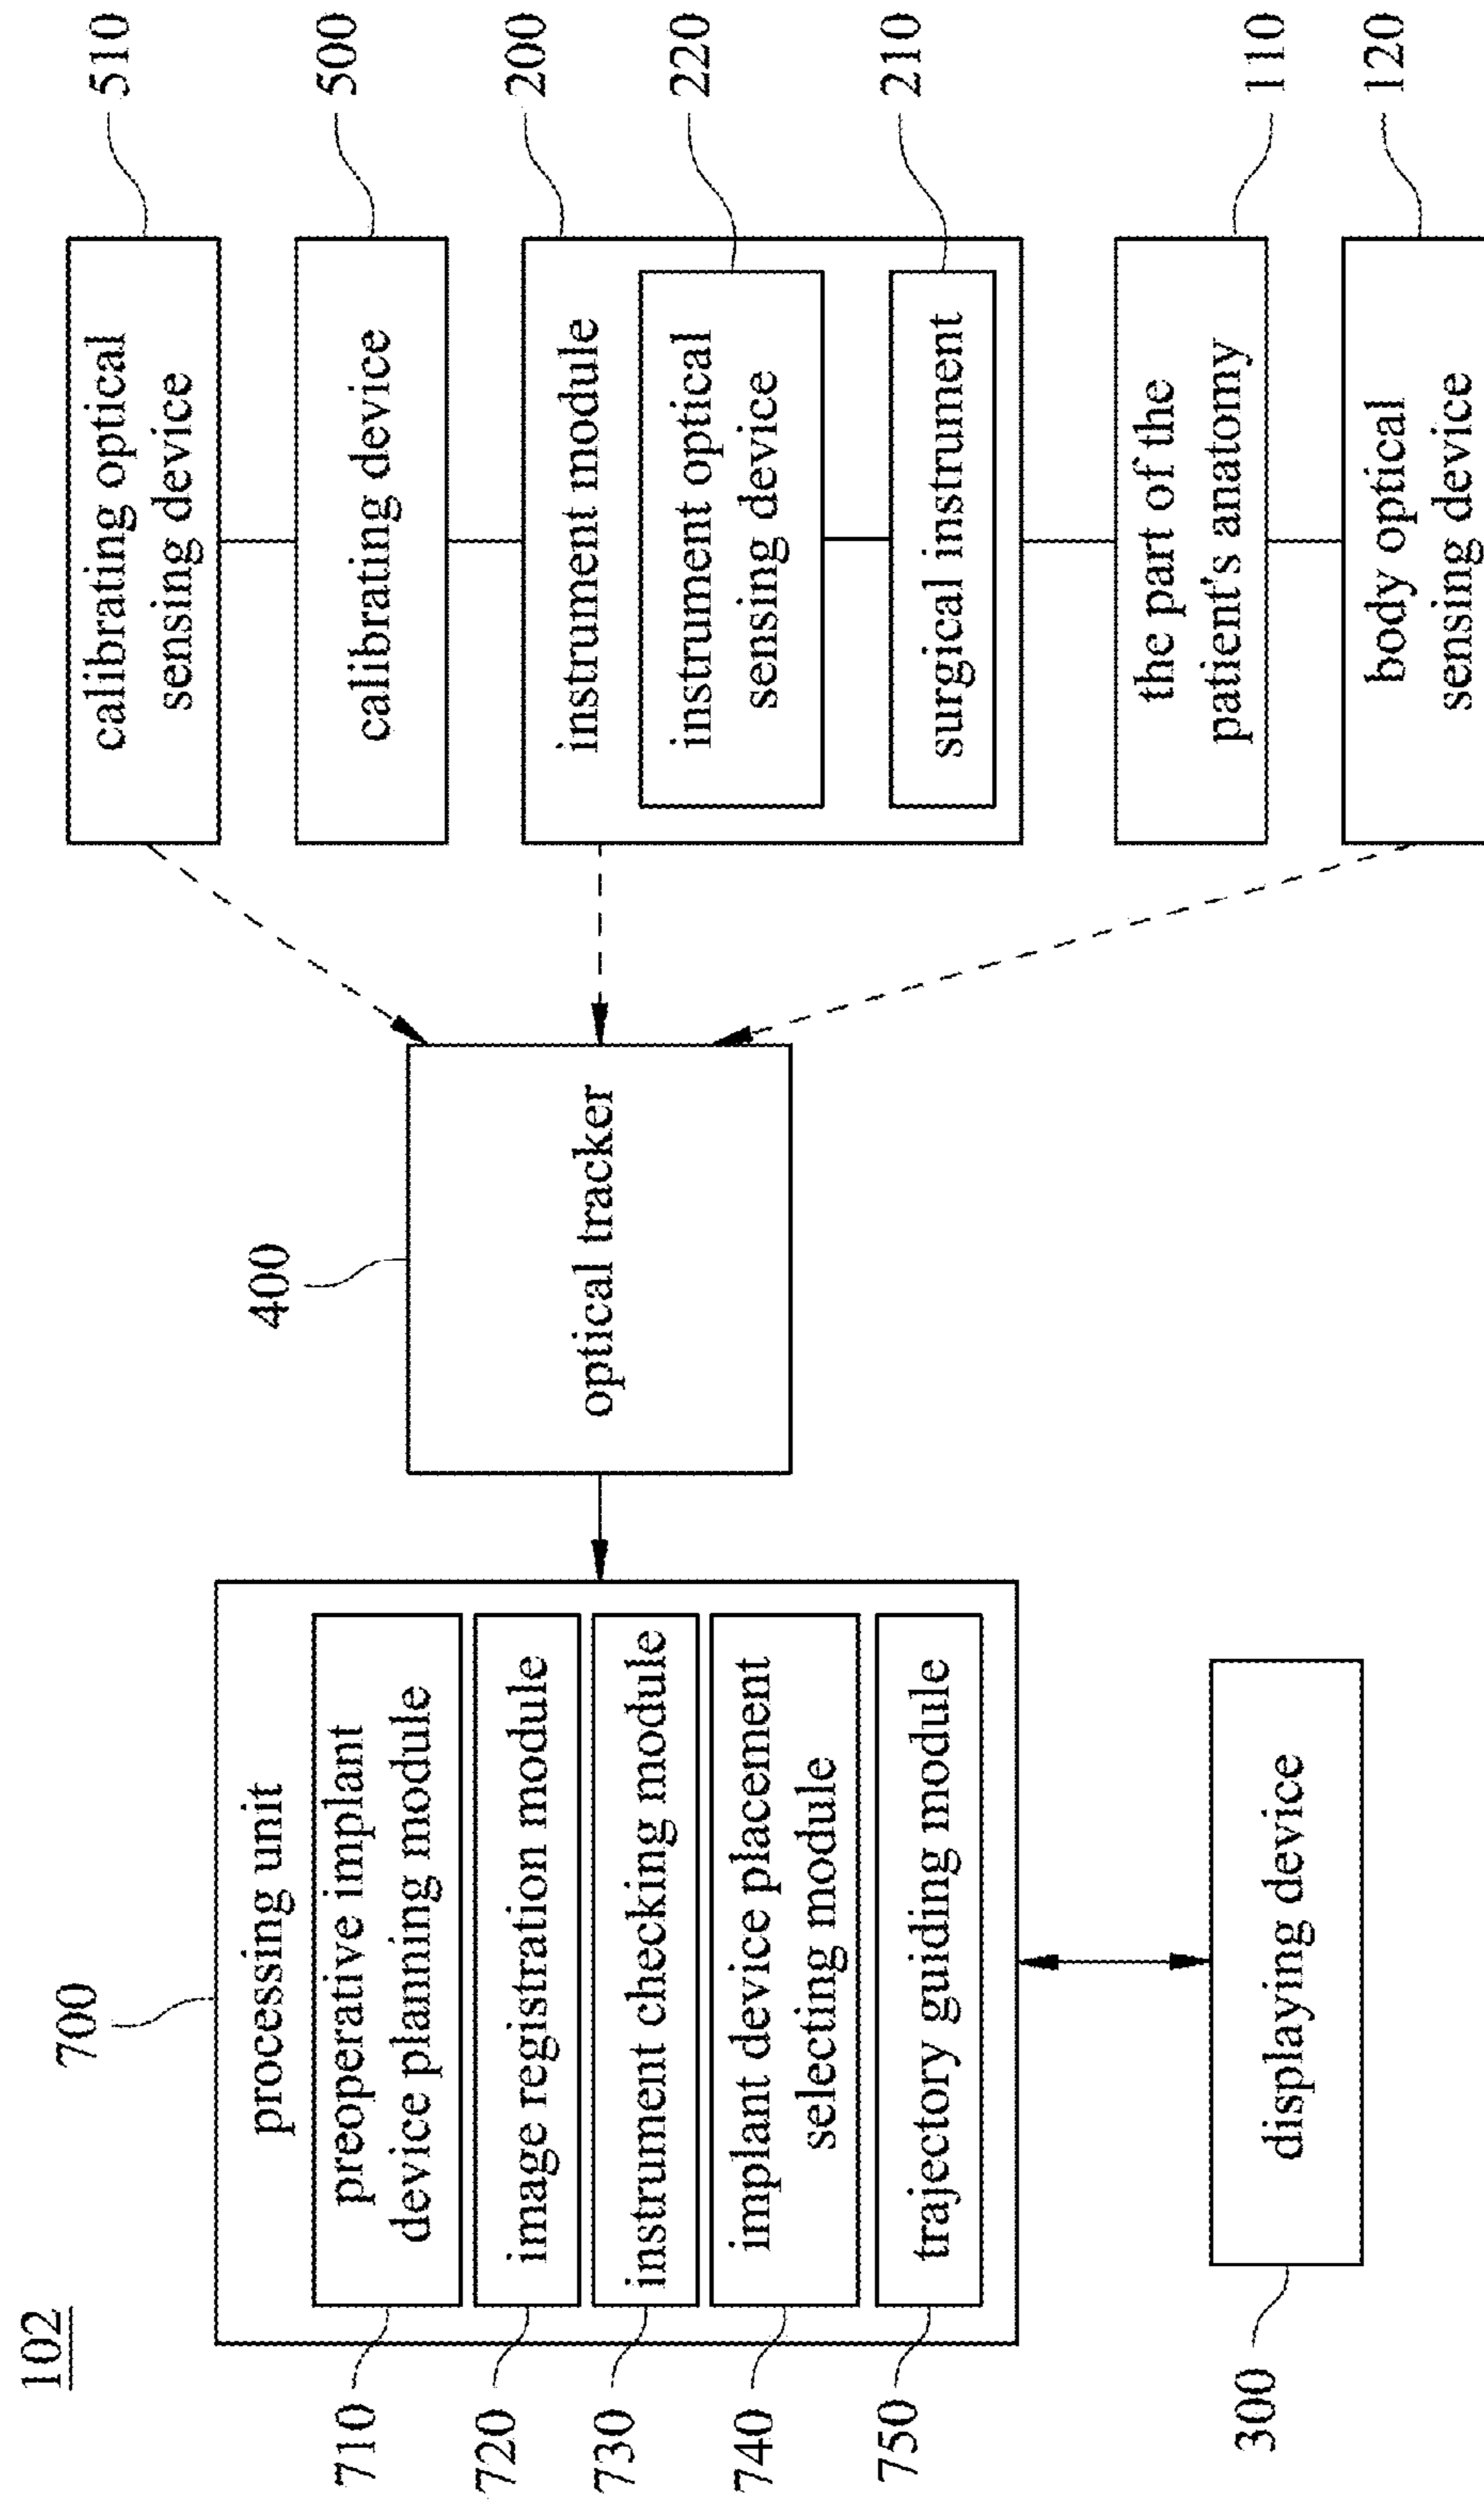 102
700
processing unit
710
preoperative implant
device planning module
720
image registration module
730
instrument checking module
740
implant device placement
selecting module
750
trajectory guiding module
300
displaying device
400
optical tracker
calibrating optical
sensing device
510
calibrating device
500
instrument module
200
instrument optical
sensing device
220
surgical instrument
210
the part of the
patient's anatomy
110
body optical
sensing device
120